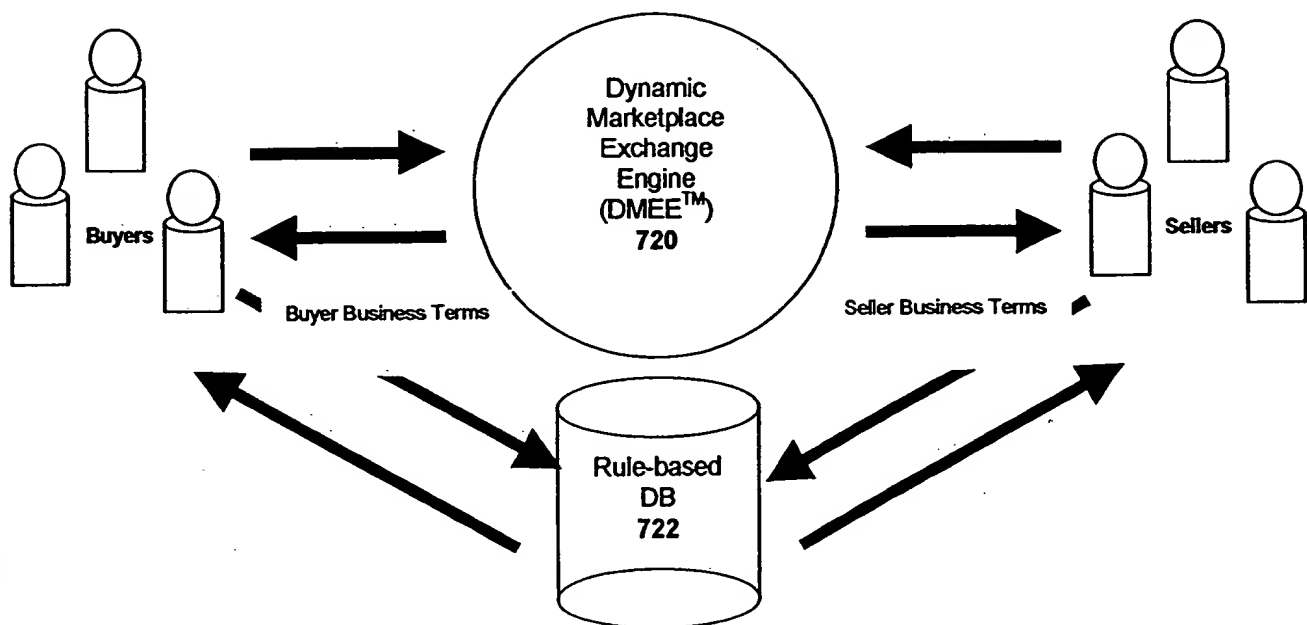 Dynamic
Marketplace
Exchange
Engine
(DMEE™)
720
Buyers
Sellers
Buyer Business Terms
Seller Business Terms
Rule-based
DB
722